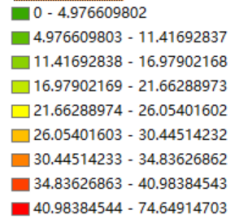 0 - 4.976609802
4.976609803 - 11.41692837
11.41692838 - 16.97902168
16.97902169 - 21.66288973
21.66288974 - 26.05401602
26.05401603 - 30.44514232
30.44514233 - 34.83626862
34.83626863 - 40.98384543
40.98384544 - 74.64914703